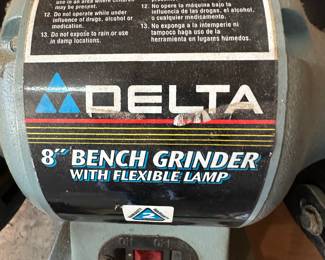 use in an area where children
may be present.
12. Do not operate while under
influence of drugs, alcohol or
medication.
13. Do not expose to rain or use
in damp locations.
12. No opere la máquina bajo la
influencia de las drogas, el alcohol,
o cualquier medicamento.
13. No exponga a la intemperie ni
tampoco haga uso de la
herramienta en lugares húmedos.
DELTA
8" BENCH GRINDER
WITH FLEXIBLE LAMP
2